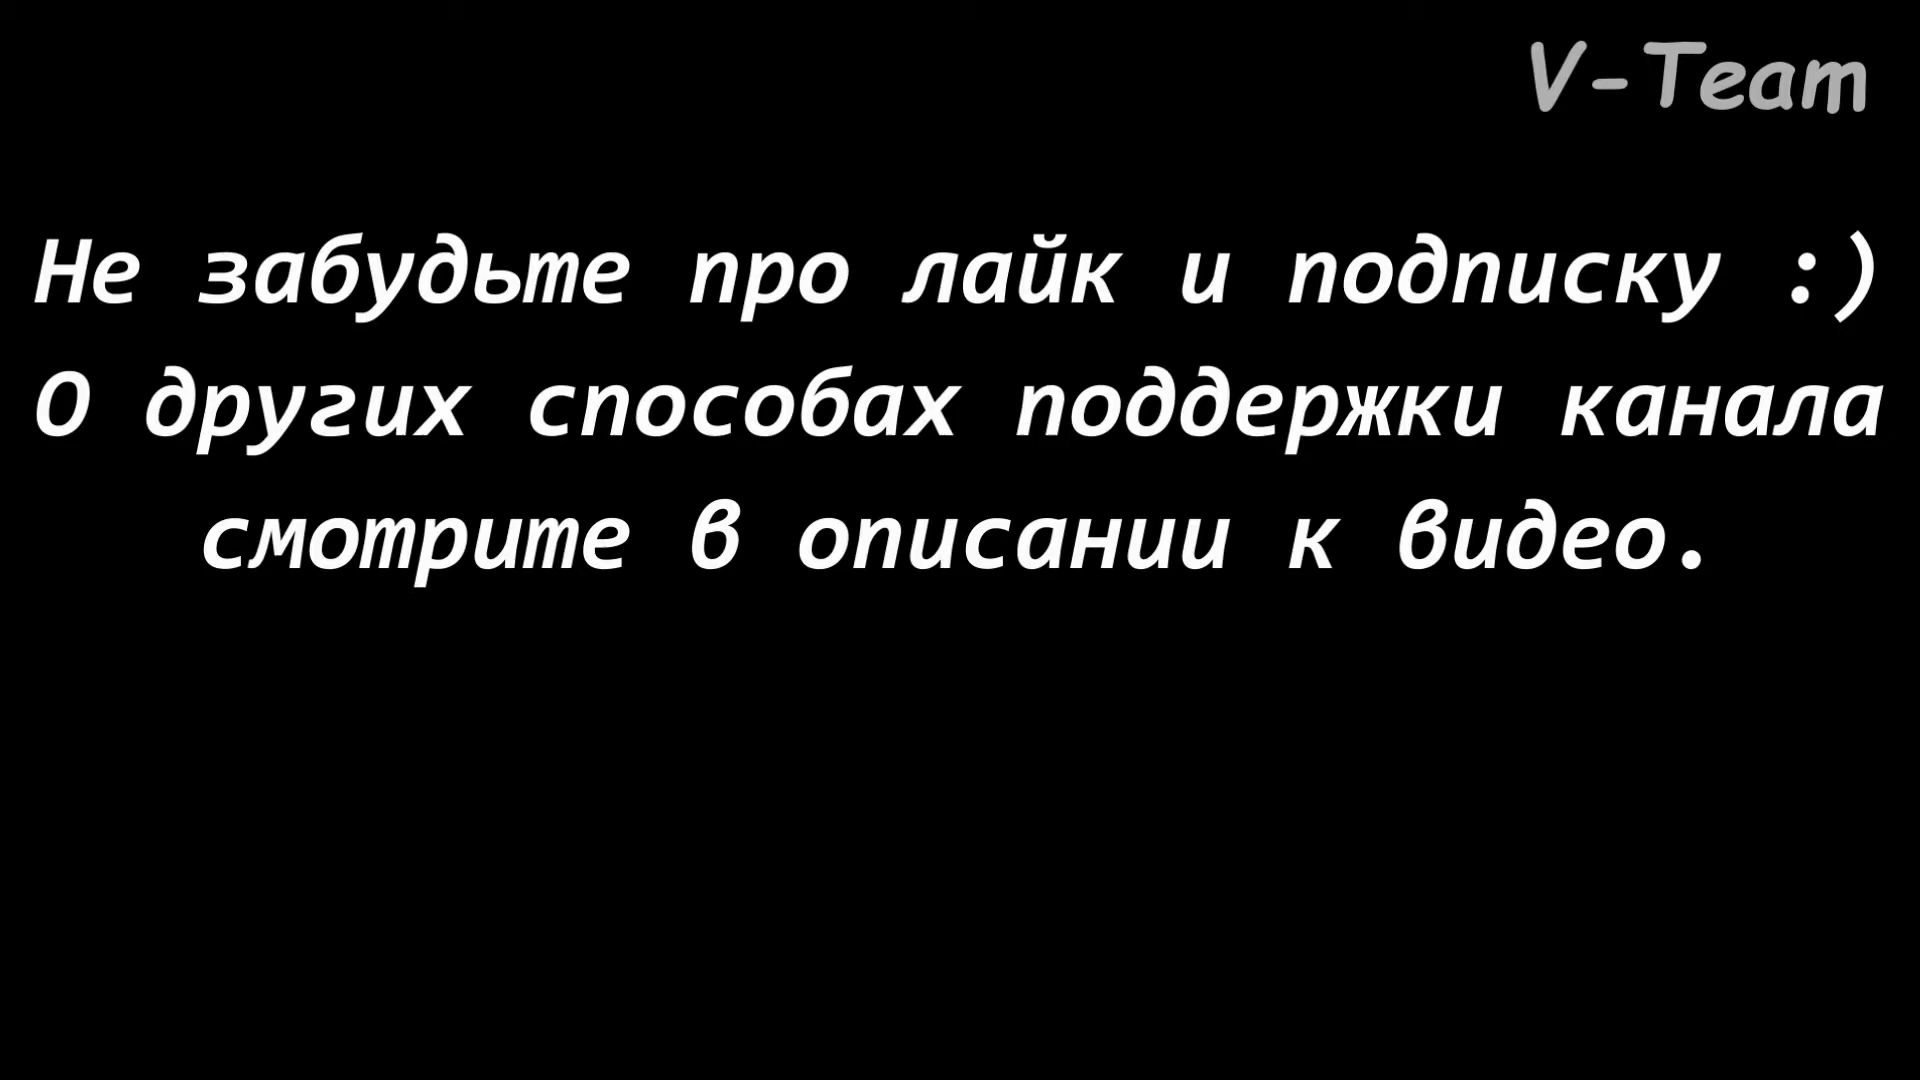 V-Team
Не забудьте про лайк и подписку :)
О других способах поддержки канала
смотрите в описании к видео.